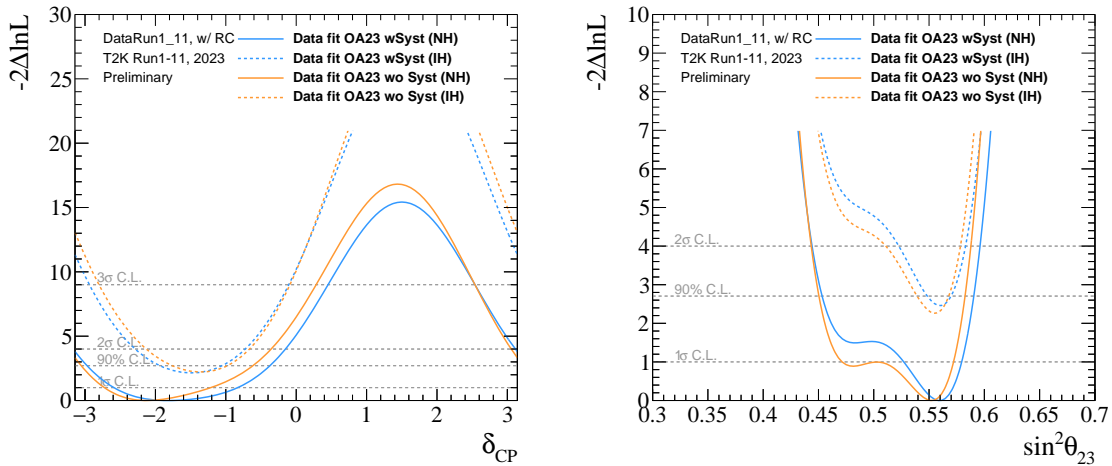 -2ΔlnL
30
25
20
15
10
5
0
DataRun1_11, w/ RC
T2K Run1-11, 2023
Preliminary
Data fit OA23 wSyst (NH)
Data fit OA23 wSyst (IH)
Data fit OA23 wo Syst (NH)
Data fit OA23 wo Syst (IH)
3σ C.L.
2σ C.L.
90% C.L.
1σ C.L.
−3 −2 −1 0 1 2 3
δCP
-2ΔlnL
10
9
8
7
6
5
4
3
2
1
0
DataRun1_11, w/ RC
T2K Run1-11, 2023
Preliminary
Data fit OA23 wSyst (NH)
Data fit OA23 wSyst (IH)
Data fit OA23 wo Syst (NH)
Data fit OA23 wo Syst (IH)
2σ C.L.
90% C.L.
1σ C.L.
0.3 0.35 0.4 0.45 0.5 0.55 0.6 0.65 0.7
sin²θ23